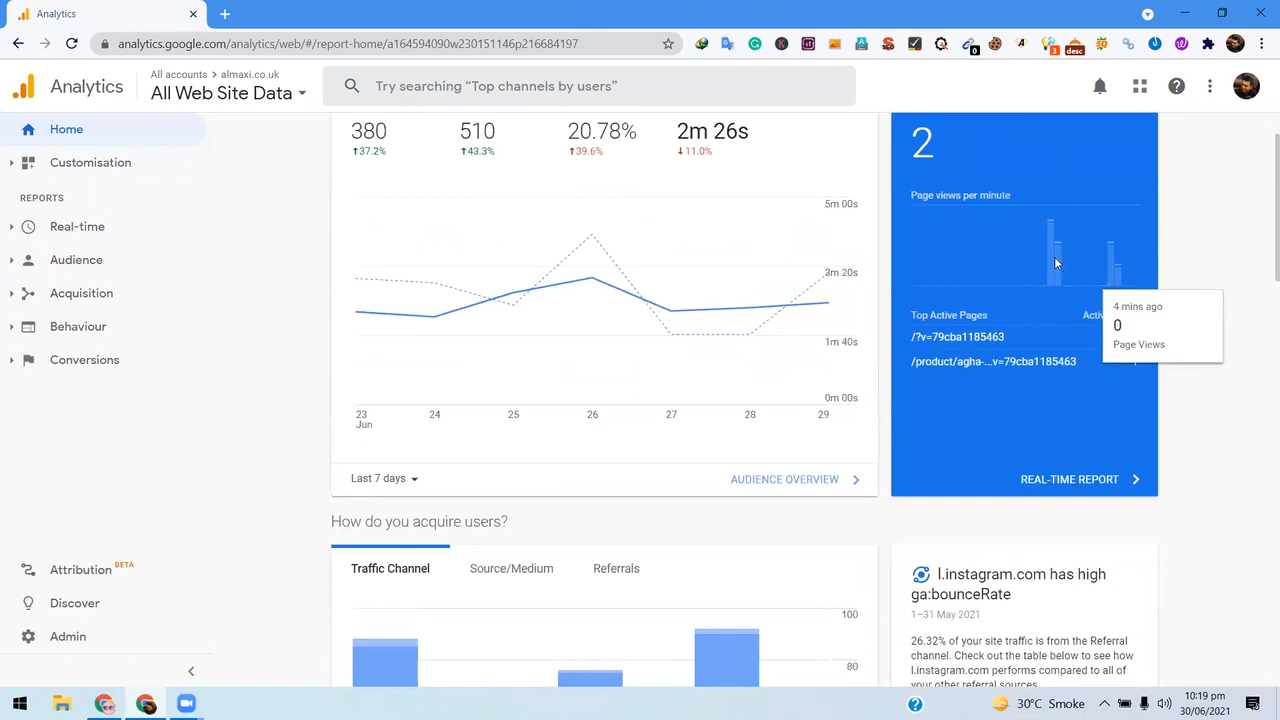 Analytics
analytics.google.com/analytics/web/#/report-home/a164559090w230151146p216684197
0
3
desc
Analytics
All accounts > almaxi.co.uk
All Web Site Data
Try searching “Top channels by users”
Home
Customisation
REPORTS
Real-time
Audience
Acquisition
Behaviour
Conversions
Attribution BETA
Discover
Admin
380
510
20.78%
2m 26s
37.2%
43.3%
39.6%
11.0%
5m 00s
3m 20s
1m 40s
0m 00s
23
Jun
24
25
26
27
28
29
Last 7 days
AUDIENCE OVERVIEW
2
Page views per minute
Top Active Pages
Activ
/?v=79cba1185463
/product/agha-...v=79cba1185463
4 mins ago
0
Page Views
REAL-TIME REPORT
How do you acquire users?
Traffic Channel
Source/Medium
Referrals
100
80
l.instagram.com has high
ga:bounceRate
1–31 May 2021
26.32% of your site traffic is from the Referral
channel. Check out the table below to see how
l.instagram.com performs compared to all of
your other referral sources.
30°C Smoke
10:19 pm
30/06/2021